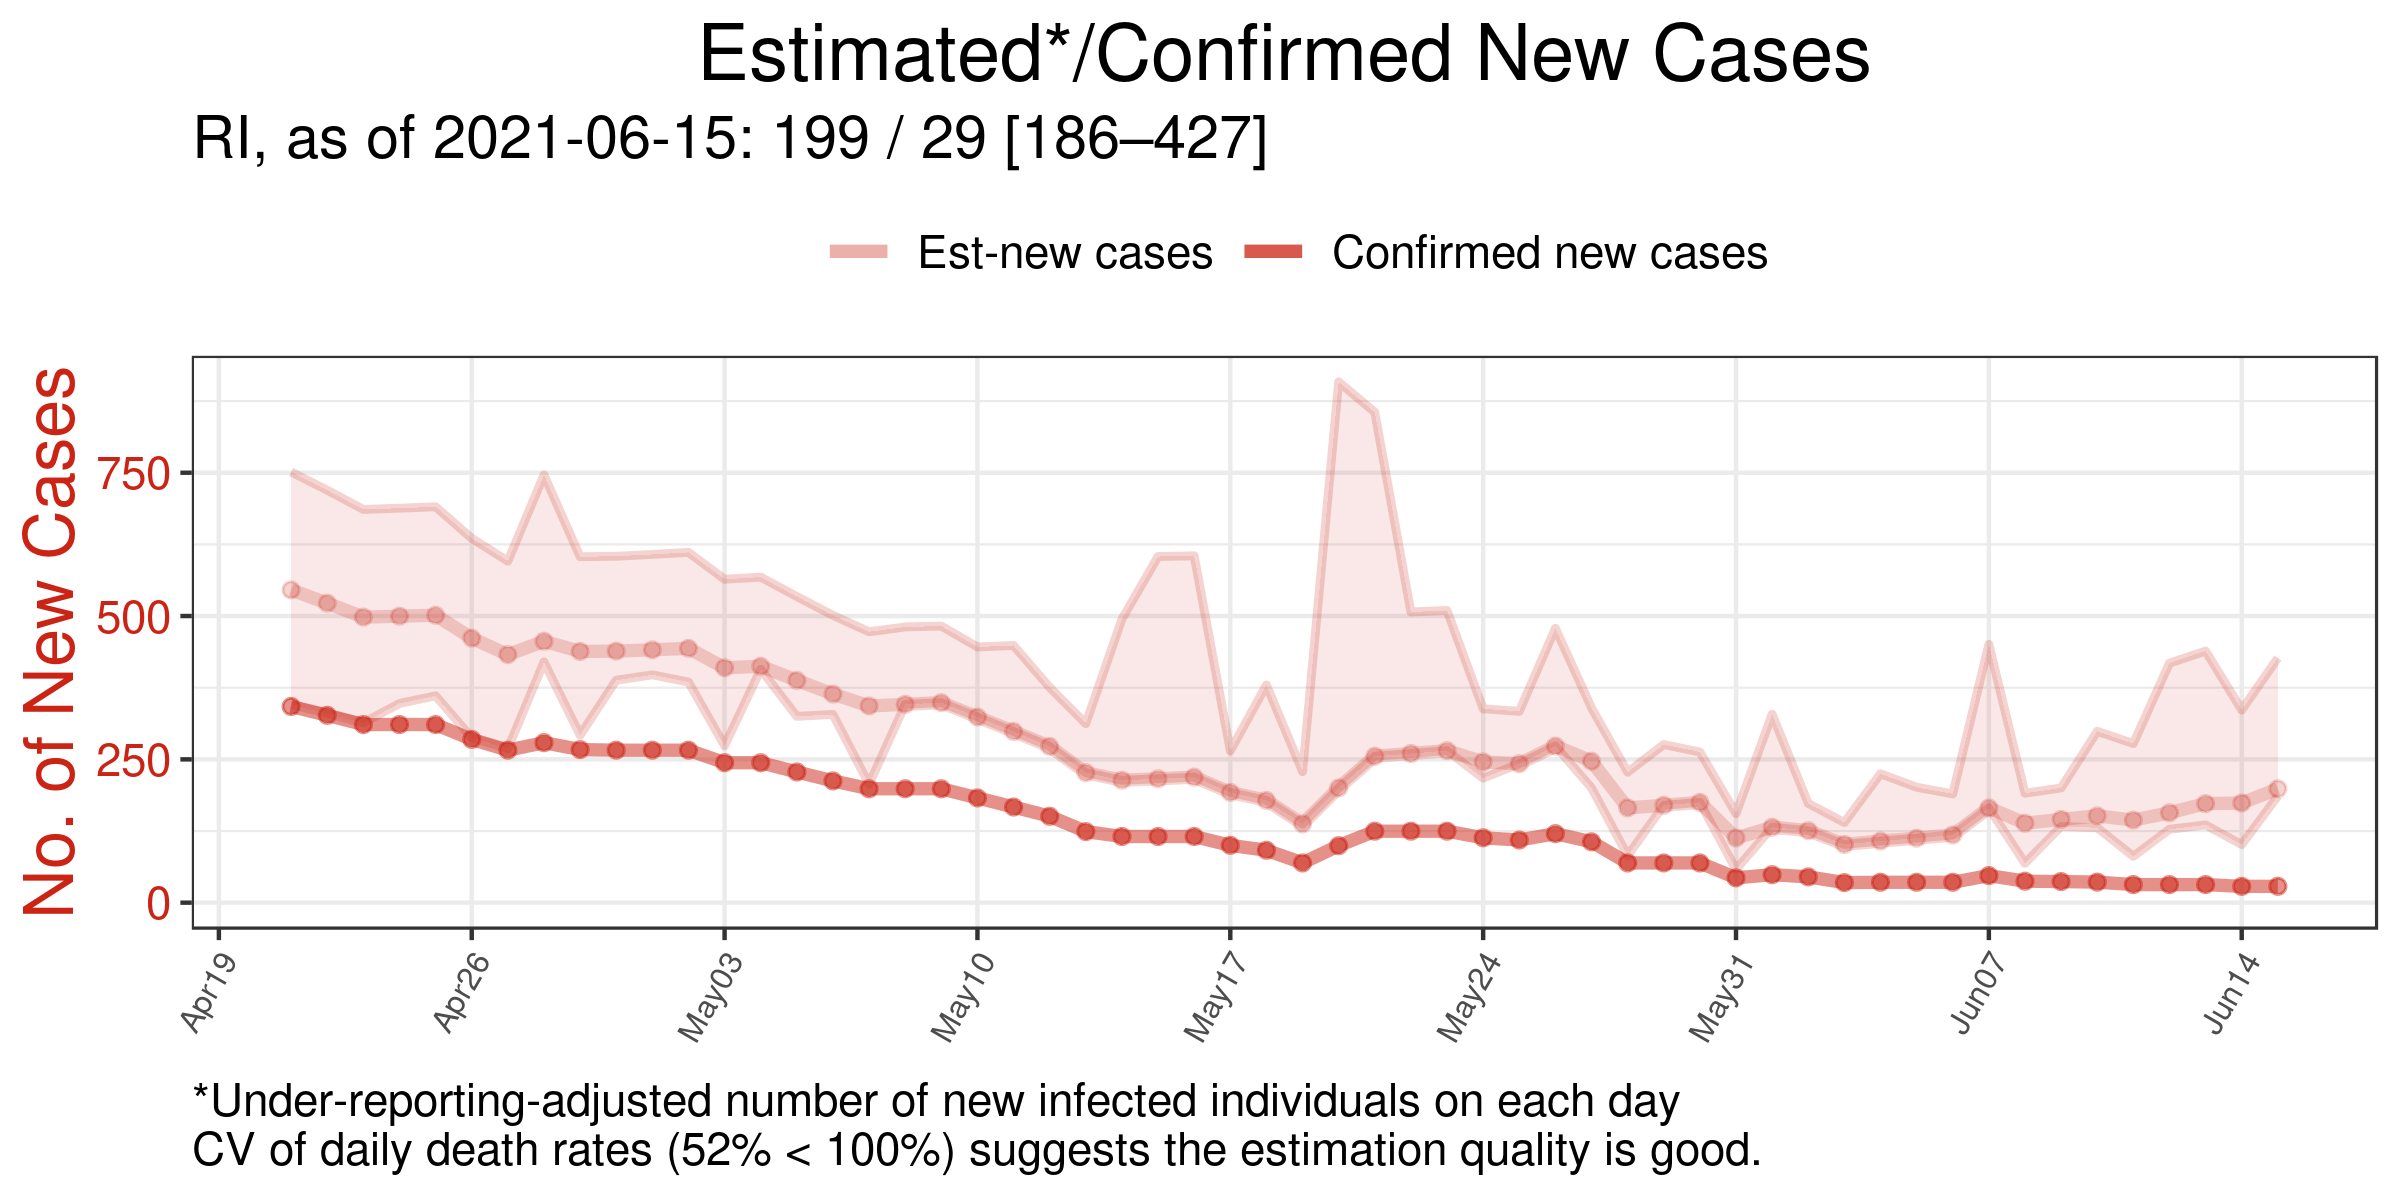 Estimated*/Confirmed New Cases
RI, as of 2021-06-15: 199 / 29 [186–427]
Est-new cases
Confirmed new cases
No. of New Cases
750
500
250
0
Apr19
Apr26
May03
May10
May17
May24
May31
Jun07
Jun14
*Under-reporting-adjusted number of new infected individuals on each day
CV of daily death rates (52% < 100%) suggests the estimation quality is good.